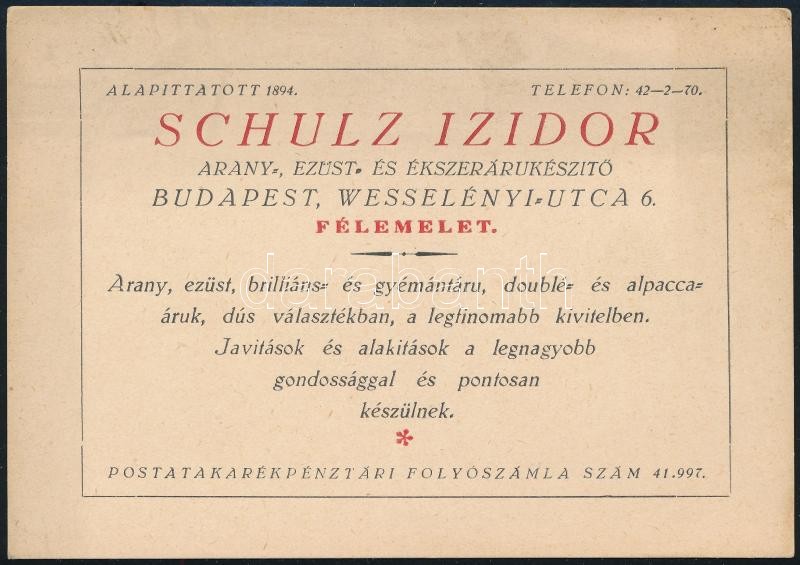 ALAPITTATOTT 1894. TELEFON: 42—2—70.
SCHULZ IZIDOR
ARANY-, EZÜST- ÉS ÉKSZERÁRUKÉSZITŐ
BUDAPEST, WESSELÉNYI-UTCA 6.
FÉLEMELET.
darabanth
Arany, ezüst, brilliáns- és gyémántáru, doublé- és alpacca-
áruk, dús választékban, a legfinomabb kivitelben.
Javitások és alakitások a legnagyobb
gondossággal és pontosan
készülnek.
*
POSTATAKARÉKPÉNZTÁRI FOLYÓSZÁMLA SZÁM 41.997.